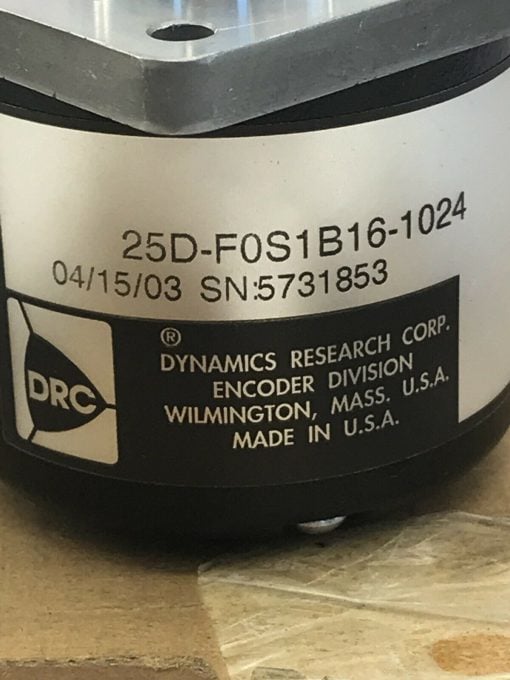 25D-F0S1B16-1024
04/15/03 SN:5731853
®
DYNAMICS RESEARCH CORP.
ENCODER DIVISION
WILMINGTON, MASS. U.S.A.
MADE IN U.S.A.
DRC